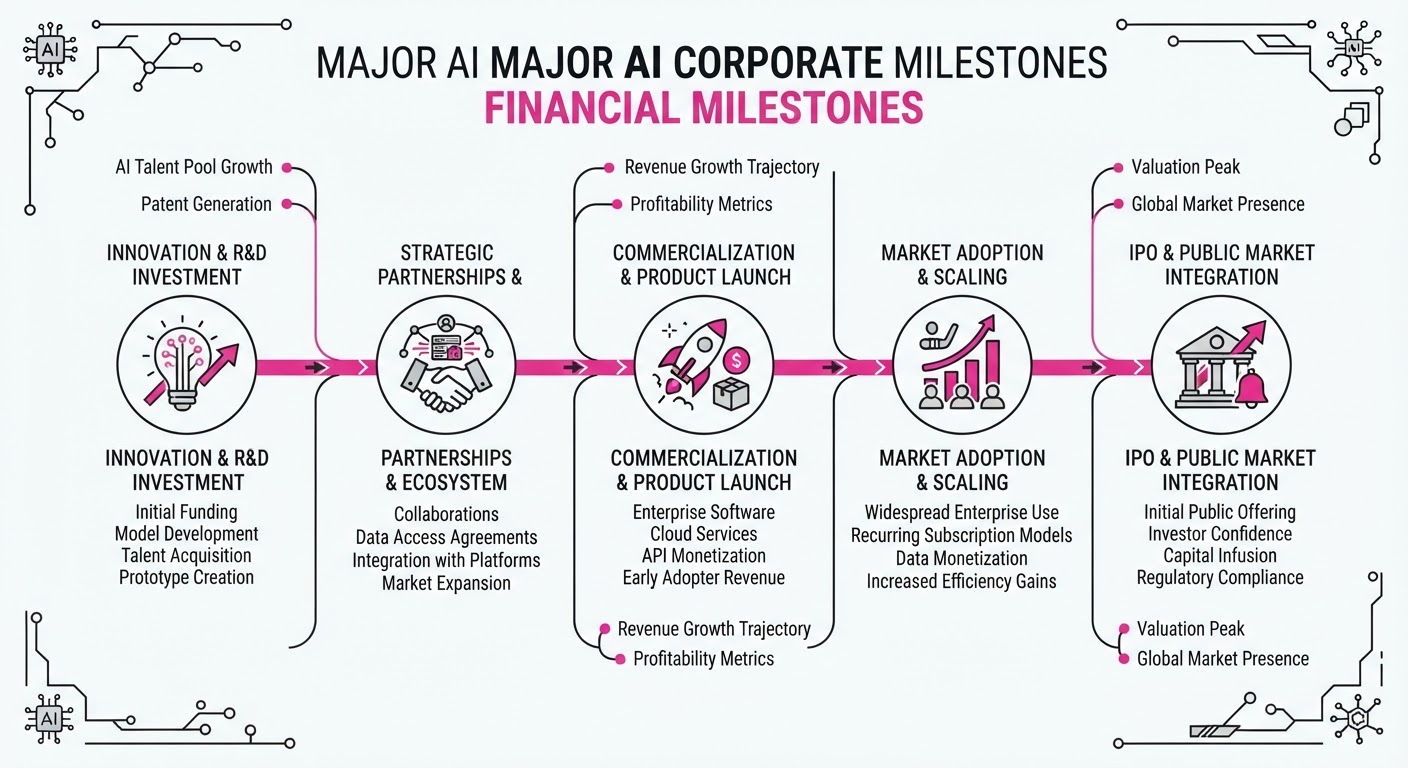 AI
MAJOR AI MAJOR AI CORPORATE MILESTONES
FINANCIAL MILESTONES
AI Talent Pool Growth
Patent Generation
Revenue Growth Trajectory
Profitability Metrics
Valuation Peak
Global Market Presence
INNOVATION & R&D
INVESTMENT
STRATEGIC
PARTNERSHIPS &
COMMERCIALIZATION
& PRODUCT LAUNCH
MARKET ADOPTION
& SCALING
IPO & PUBLIC MARKET
INTEGRATION
$
INNOVATION & R&D
INVESTMENT
Initial Funding
Model Development
Talent Acquisition
Prototype Creation
PARTNERSHIPS
& ECOSYSTEM
Collaborations
Data Access Agreements
Integration with Platforms
Market Expansion
COMMERCIALIZATION
& PRODUCT LAUNCH
Enterprise Software
Cloud Services
API Monetization
Early Adopter Revenue
MARKET ADOPTION
& SCALING
Widespread Enterprise Use
Recurring Subscription Models
Data Monetization
Increased Efficiency Gains
IPO & PUBLIC MARKET
INTEGRATION
Initial Public Offering
Investor Confidence
Capital Infusion
Regulatory Compliance
Revenue Growth Trajectory
Profitability Metrics
Valuation Peak
Global Market Presence
AI